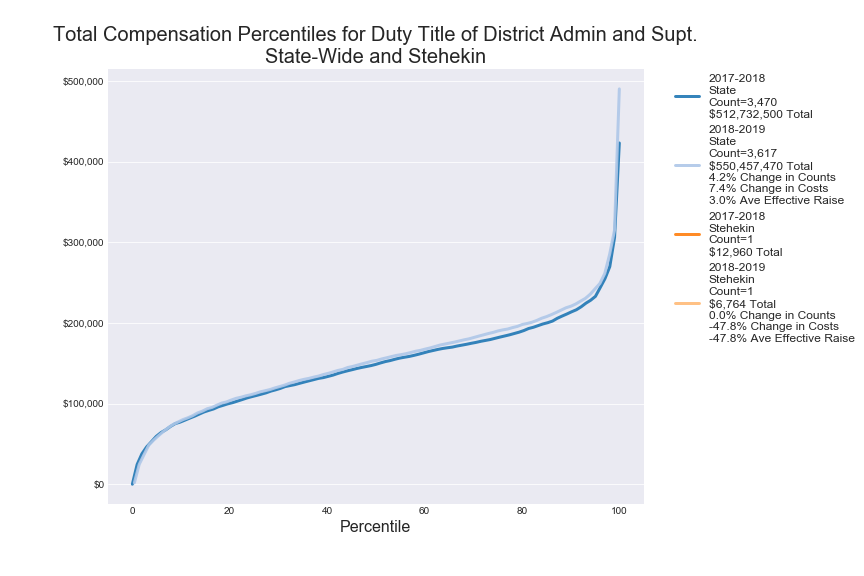 Total Compensation Percentiles for Duty Title of District Admin and Supt.
State-Wide and Stehekin
$500,000
$400,000
$300,000
$200,000
$100,000
$0
0
20
40
60
80
100
Percentile
2017-2018
State
Count=3,470
$512,732,500 Total
2018-2019
State
Count=3,617
$550,457,470 Total
4.2% Change in Counts
7.4% Change in Costs
3.0% Ave Effective Raise
2017-2018
Stehekin
Count=1
$12,960 Total
2018-2019
Stehekin
Count=1
$6,764 Total
0.0% Change in Counts
-47.8% Change in Costs
-47.8% Ave Effective Raise